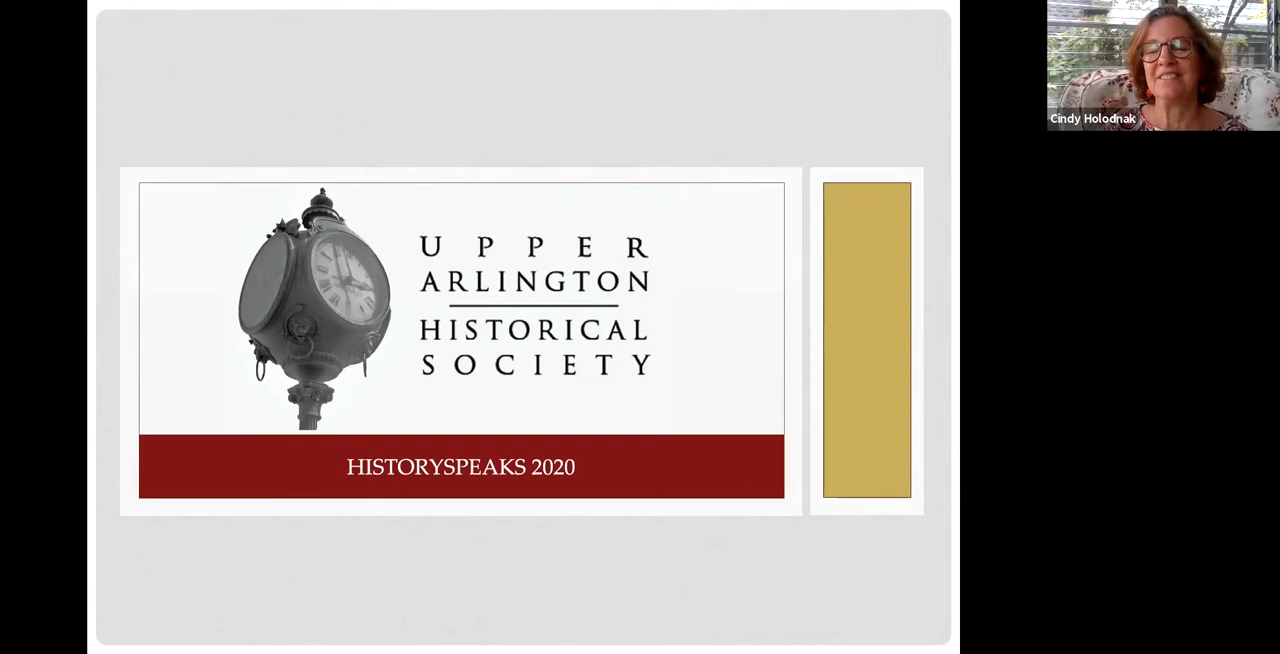 Cindy Holodnak
UPPER
ARLINGTON
HISTORICAL
SOCIETY
HISTORYSPEAKS 2020